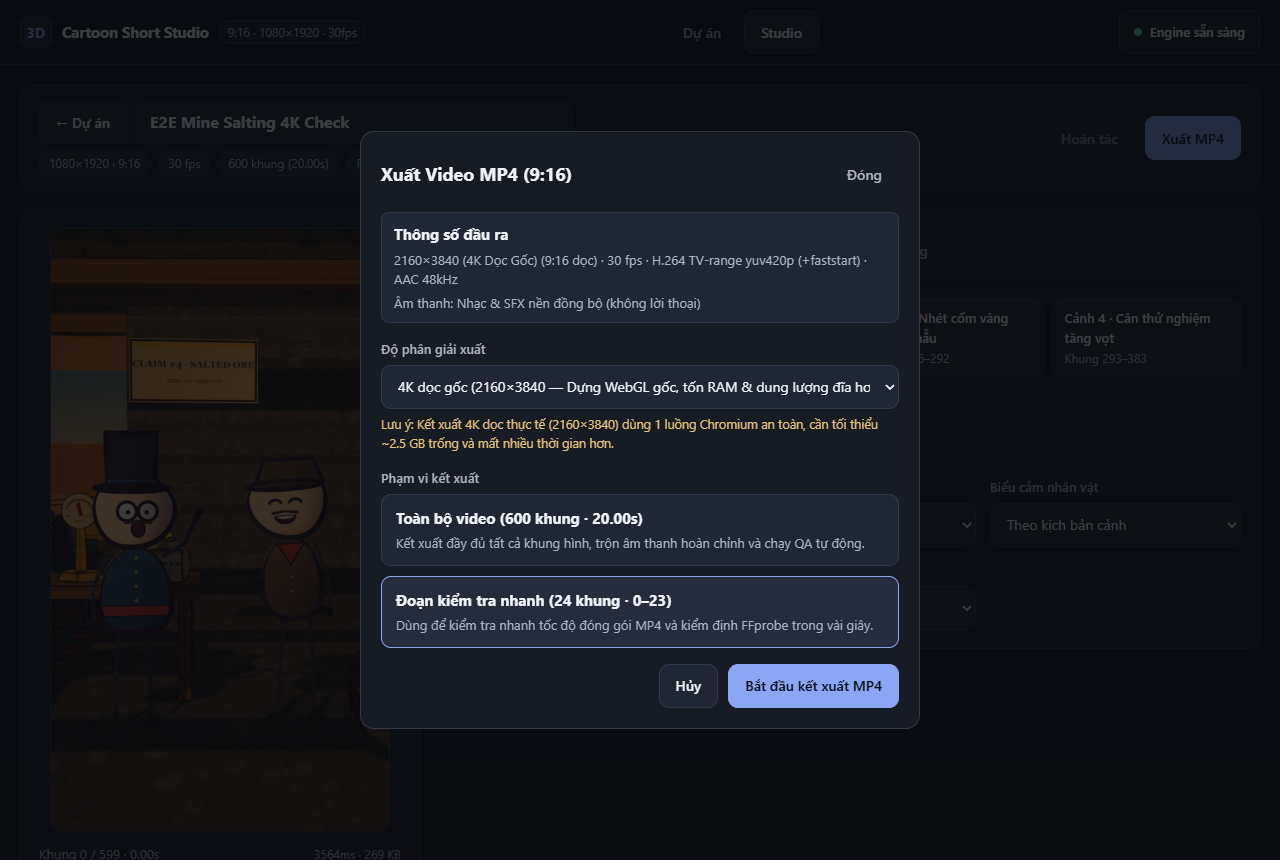 3D
Cartoon Short Studio
9:16 · 1080×1920 · 30fps
Dự án
Studio
Engine sẵn sàng
← Dự án
E2E Mine Salting 4K Check
Hoàn tác
Xuất MP4
1080×1920 · 9:16
30 fps
600 khung (20.00s)
Xuất Video MP4 (9:16)
Đóng
Thông số đầu ra
2160×3840 (4K Dọc Gốc) (9:16 dọc) · 30 fps · H.264 TV-range yuv420p (+faststart) ·
AAC 48kHz
Âm thanh: Nhạc & SFX nền đồng bộ (không lời thoại)
Độ phân giải xuất
4K dọc gốc (2160×3840 — Dựng WebGL gốc, tốn RAM & dung lượng đĩa hơ
Lưu ý: Kết xuất 4K dọc thực tế (2160×3840) dùng 1 luồng Chromium an toàn, cần tối thiểu
~2.5 GB trống và mất nhiều thời gian hơn.
Phạm vi kết xuất
Toàn bộ video (600 khung · 20.00s)
Kết xuất đầy đủ tất cả khung hình, trộn âm thanh hoàn chỉnh và chạy QA tự động.
Đoạn kiểm tra nhanh (24 khung · 0–23)
Dùng để kiểm tra nhanh tốc độ đóng gói MP4 và kiểm định FFprobe trong vài giây.
Hủy
Bắt đầu kết xuất MP4
CLAIM #4 · SALTED ORE
Nhét cốm vàng
Cảnh 4 · Cân thử nghiệm
tăng vọt
Khung 293–383
Biểu cảm nhân vật
Theo kịch bản cảnh
Khung 0 / 599 · 0.00s
3564ms · 269 KB